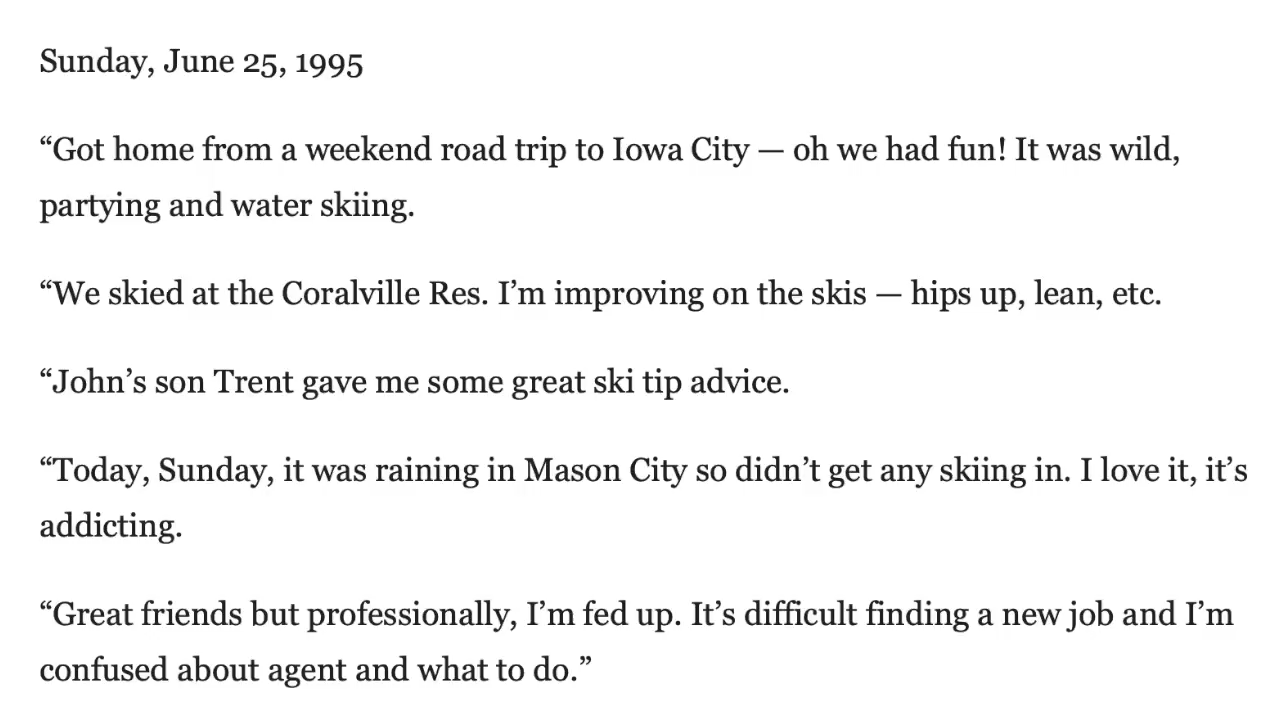 Sunday, June 25, 1995
“Got home from a weekend road trip to Iowa City — oh we had fun! It was wild,
partying and water skiing.
“We skied at the Coralville Res. I’m improving on the skis — hips up, lean, etc.
“John’s son Trent gave me some great ski tip advice.
“Today, Sunday, it was raining in Mason City so didn’t get any skiing in. I love it, it’s
addicting.
“Great friends but professionally, I’m fed up. It’s difficult finding a new job and I’m
confused about agent and what to do.”